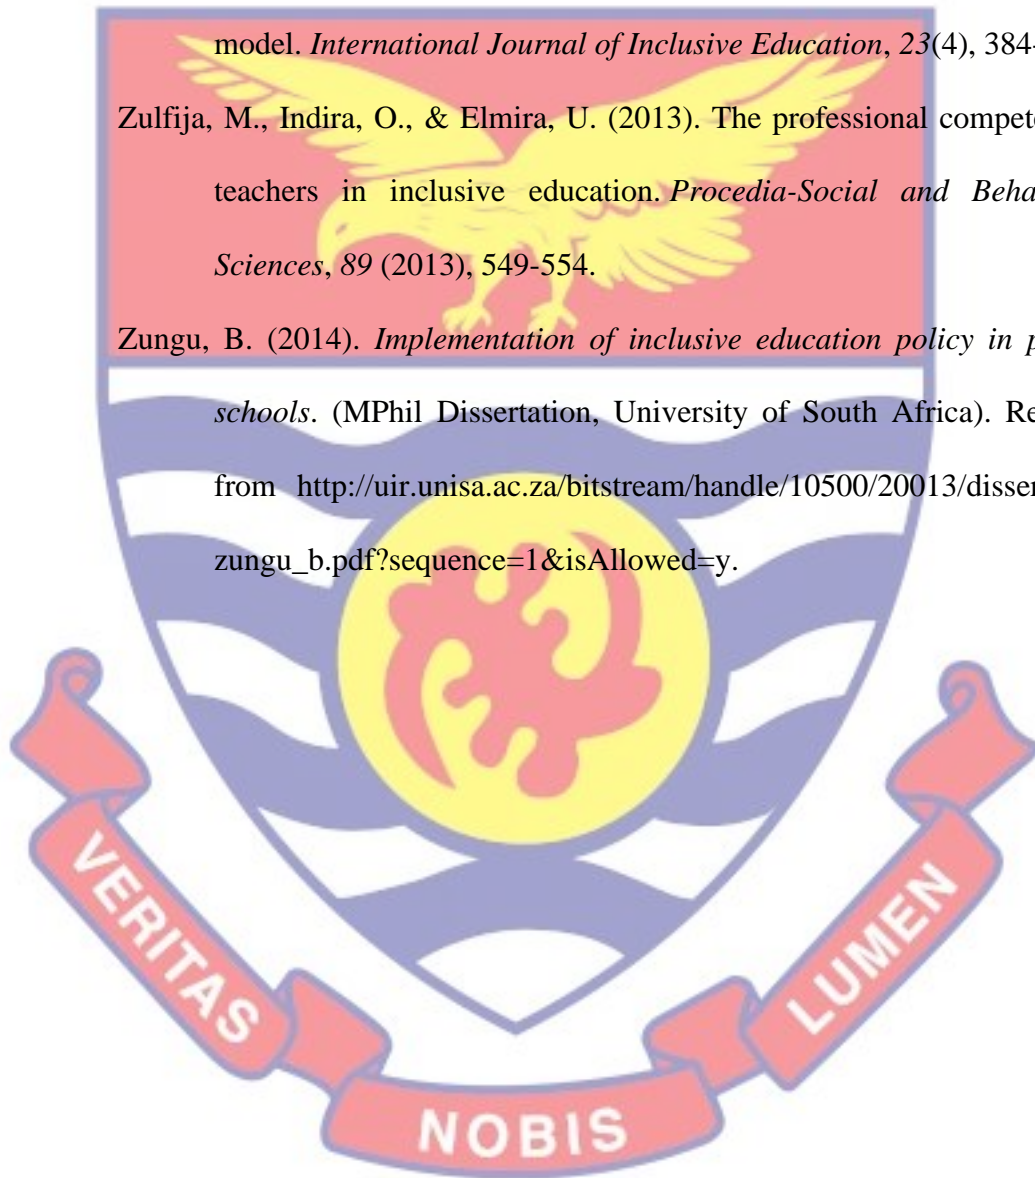 model. International Journal of Inclusive Education, 23(4), 384-
Zulfija, M., Indira, O., & Elmira, U. (2013). The professional compete
teachers in inclusive education. Procedia-Social and Beha
Sciences, 89 (2013), 549-554.
Zungu, B. (2014). Implementation of inclusive education policy in p
schools. (MPhil Dissertation, University of South Africa). Re
from http://uir.unisa.ac.za/bitstream/handle/10500/20013/disser
zungu_b.pdf?sequence=1&isAllowed=y.
VERITAS
NOBIS
LUMEN